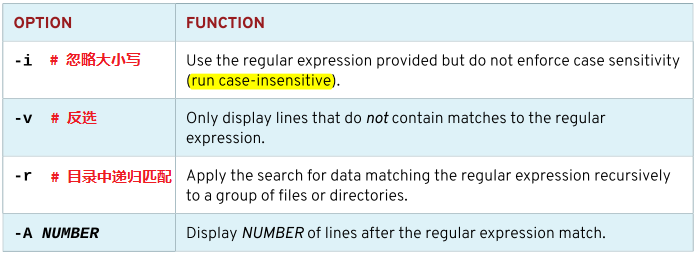 OPTION FUNCTION
-i # 忽略大小写 Use the regular expression provided but do not enforce case sensitivity
(run case-insensitive).
-v # 反选 Only display lines that do not contain matches to the regular
expression.
-r # 目录中递归匹配 Apply the search for data matching the regular expression recursively
to a group of files or directories.
-A NUMBER Display NUMBER of lines after the regular expression match.